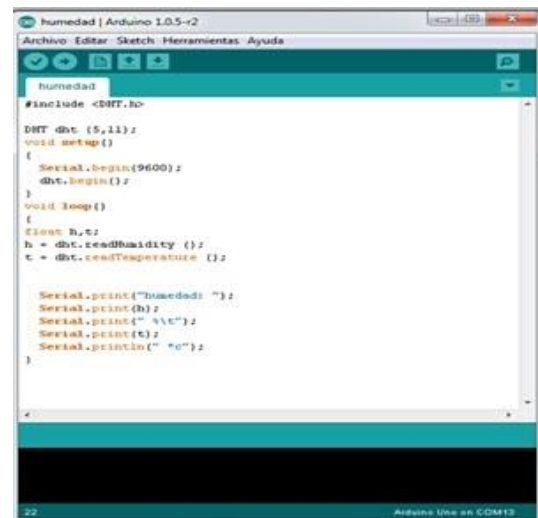 humedad | Arduino 1.0.5-r2
Archivo Editar Sketch Herramientas Ayuda
humedad
#include <DHT.h>
DHT dht (5,11);
void setup()
{
Serial.begin(9600);
dht.begin();
}
void loop()
{
float h,t;
h = dht.readHumidity ();
t = dht.readTemperature ();
Serial.print("humedad: ");
Serial.print(h);
Serial.print(" %\t");
Serial.print(t);
Serial.println(" *c");
}
22
Arduino Uno on COM13